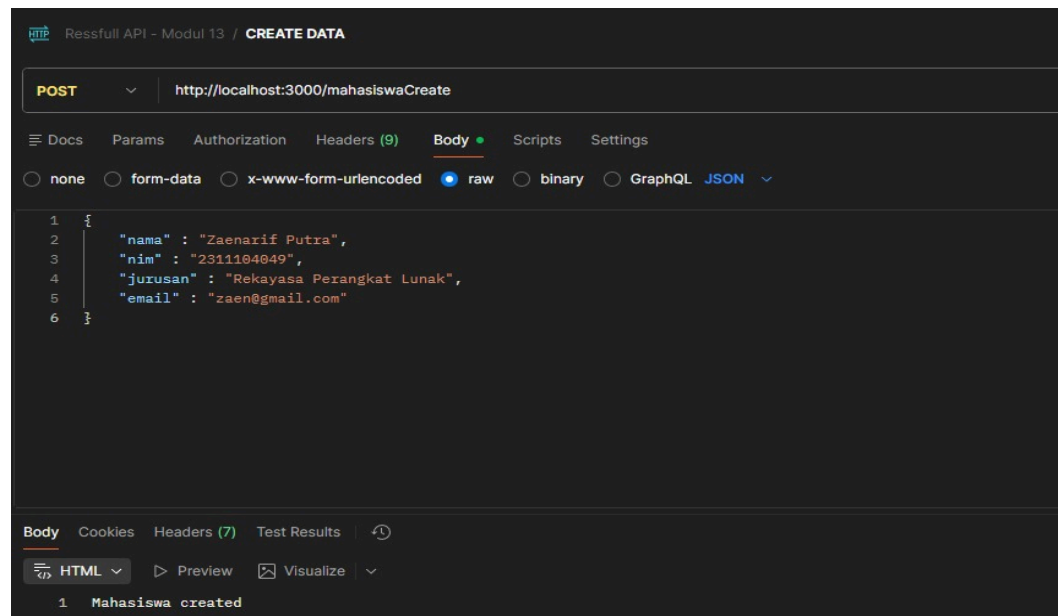 HTTP Ressfull API - Modul 13 / CREATE DATA
POST http://localhost:3000/mahasiswaCreate
Docs Params Authorization Headers (9) Body Scripts Settings
none form-data x-www-form-urlencoded raw binary GraphQL JSON
1 {
2 "nama" : "Zaenarif Putra",
3 "nim" : "2311104049",
4 "jurusan" : "Rekayasa Perangkat Lunak",
5 "email" : "zaen@gmail.com"
6 }
Body Cookies Headers (7) Test Results
HTML Preview Visualize
1 Mahasiswa created